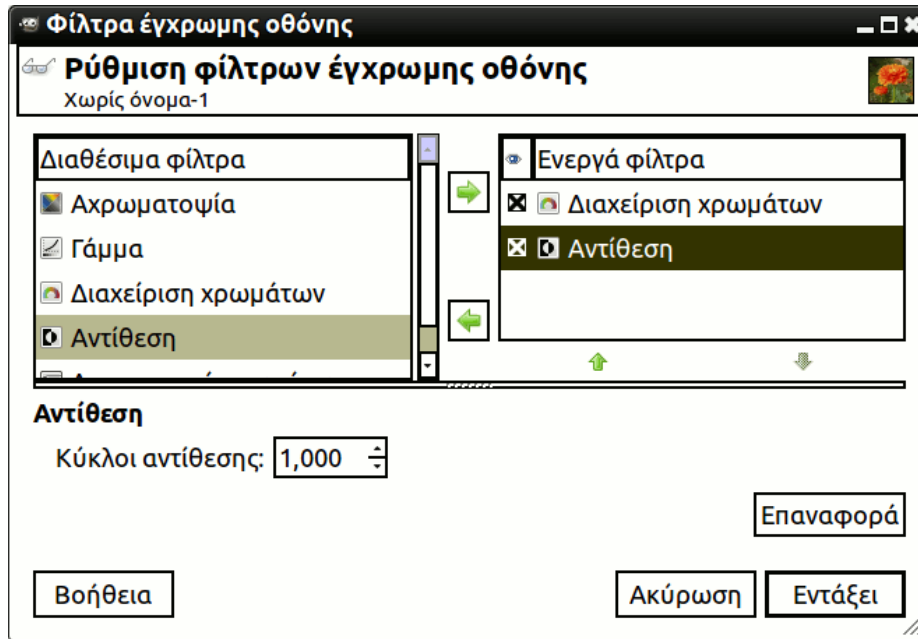 Φίλτρα έγχρωμης οθόνης
Ρύθμιση φίλτρων έγχρωμης οθόνης
Χωρίς όνομα-1
Διαθέσιμα φίλτρα
Αχρωματοψία
Γάμμα
Διαχείριση χρωμάτων
Αντίθεση
Ενεργά φίλτρα
Διαχείριση χρωμάτων
Αντίθεση
Αντίθεση
Κύκλοι αντίθεσης: 1,000
Επαναφορά
Βοήθεια
Ακύρωση
Εντάξει